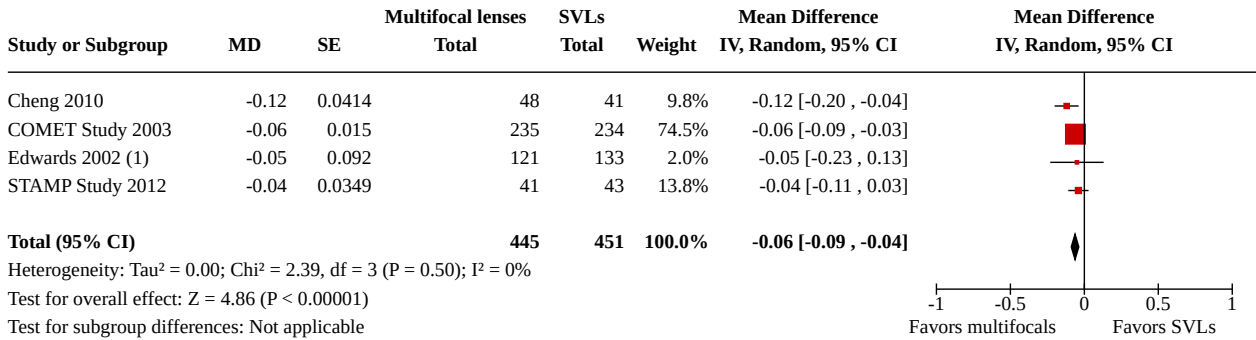 Multifocal lenses SVLs Mean Difference Mean Difference
Study or Subgroup MD SE Total Total Weight IV, Random, 95% CI IV, Random, 95% CI
Cheng 2010 -0.12 0.0414 48 41 9.8% -0.12 [-0.20 , -0.04]
COMET Study 2003 -0.06 0.015 235 234 74.5% -0.06 [-0.09 , -0.03]
Edwards 2002 (1) -0.05 0.092 121 133 2.0% -0.05 [-0.23 , 0.13]
STAMP Study 2012 -0.04 0.0349 41 43 13.8% -0.04 [-0.11 , 0.03]
Total (95% CI) 445 451 100.0% -0.06 [-0.09 , -0.04]
Heterogeneity: Tau² = 0.00; Chi² = 2.39, df = 3 (P = 0.50); I² = 0%
Test for overall effect: Z = 4.86 (P < 0.00001)
-1 -0.5 0 0.5 1
Test for subgroup differences: Not applicable Favors multifocals Favors SVLs